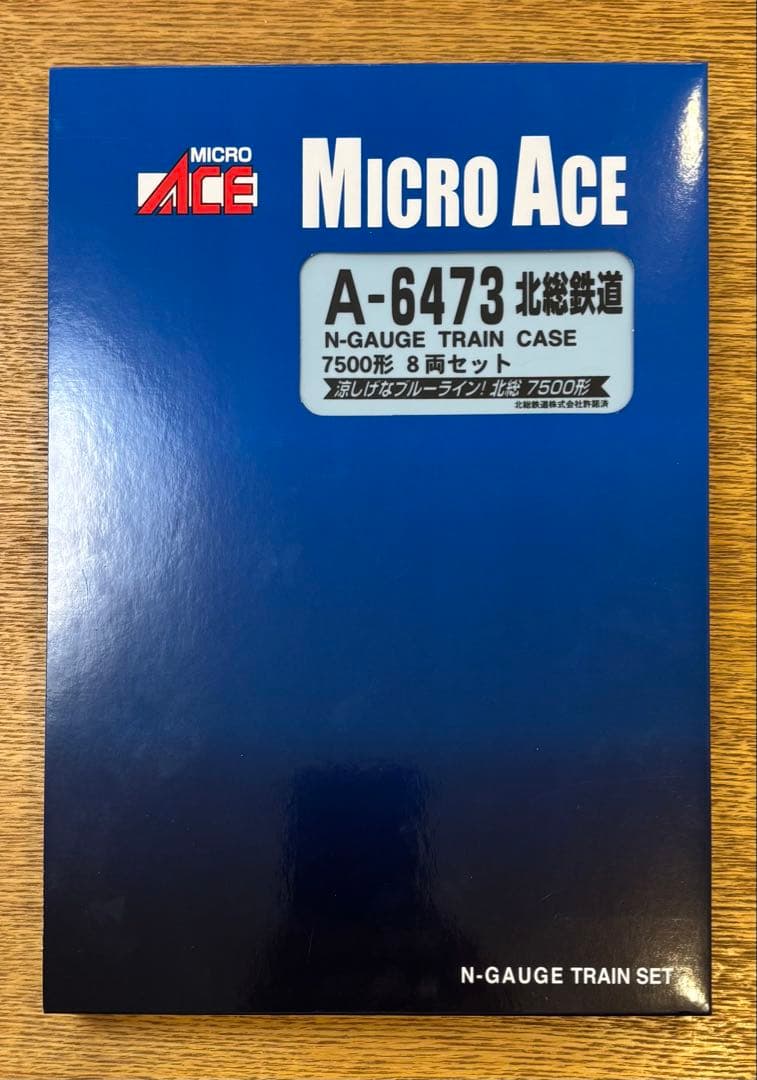 MICRO
ACE
MICRO ACE
A-6473 北総鉄道
N-GAUGE TRAIN CASE
7500形 8両セット
涼しげなブルーライン! 北総 7500形
北総鉄道株式会社許諾済
N-GAUGE TRAIN SET